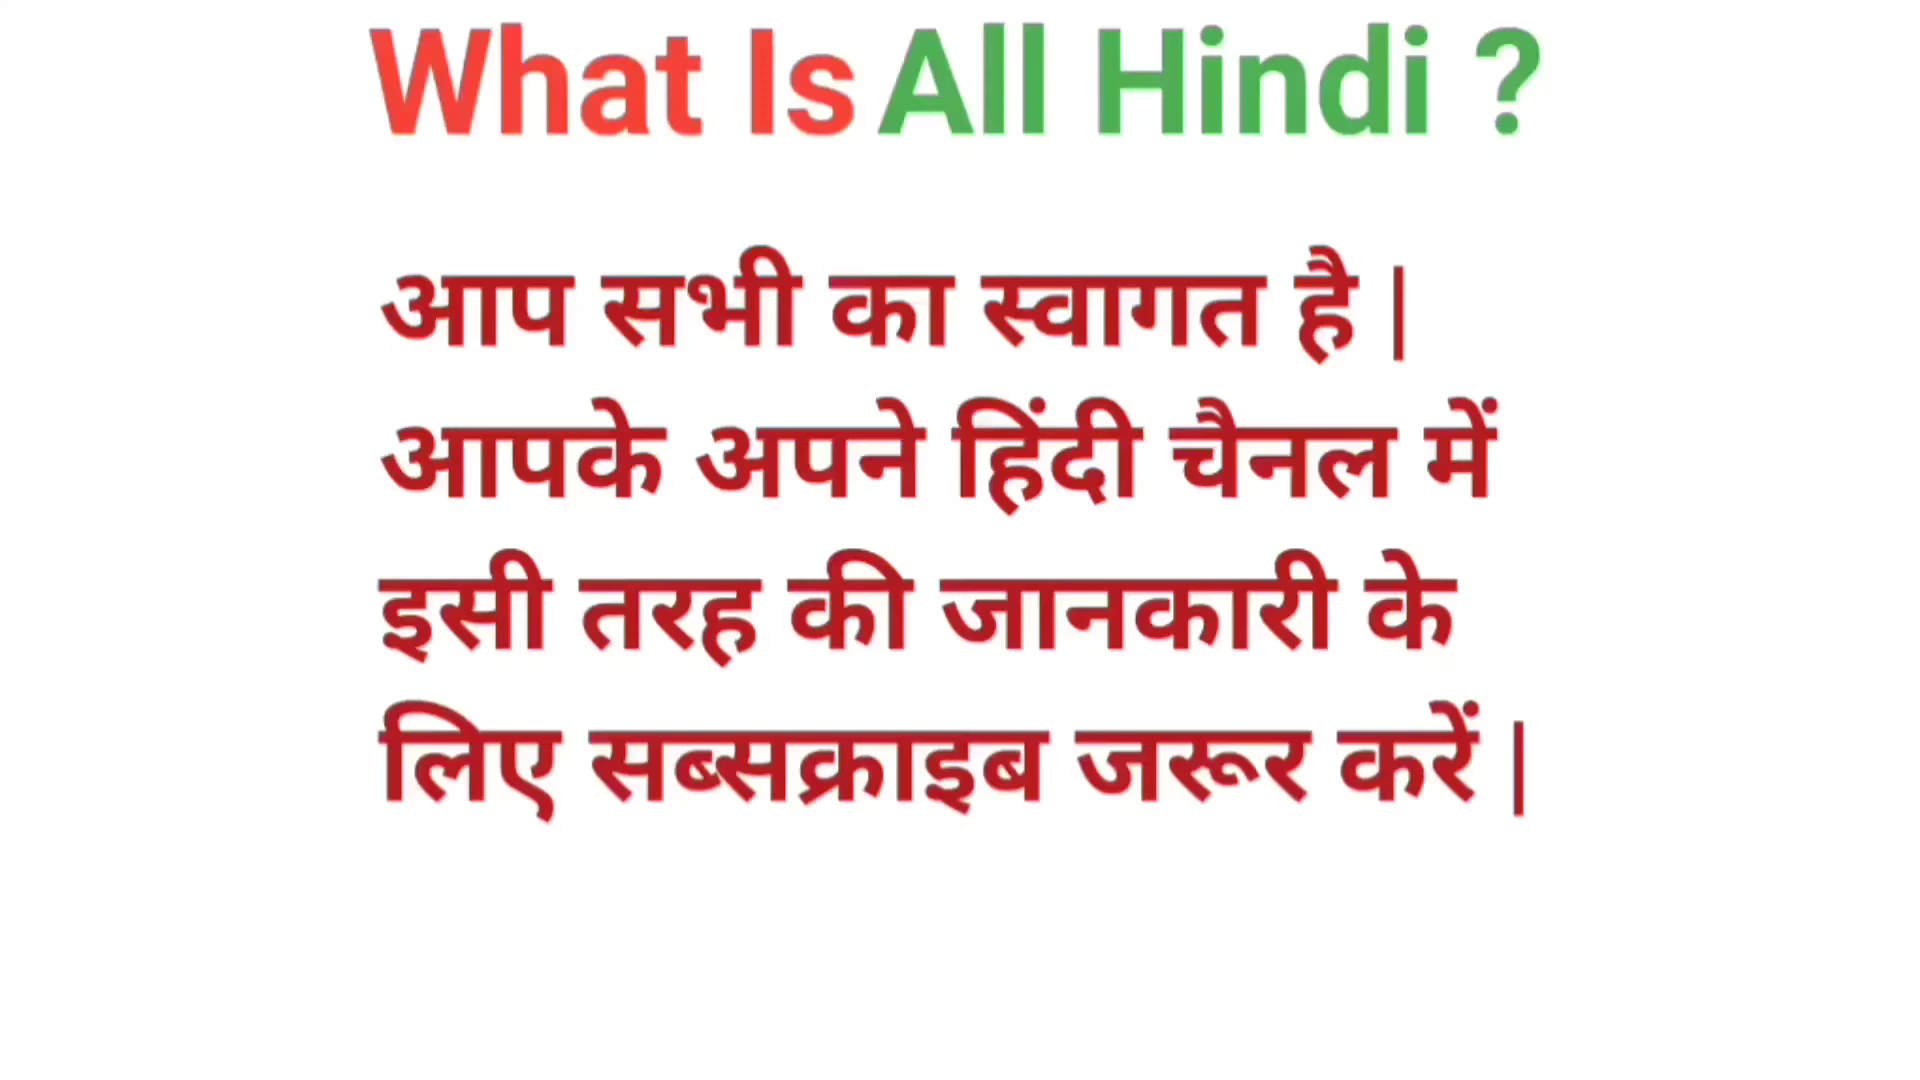 What Is All Hindi ?
आप सभी का स्वागत है |
आपके अपने हिंदी चैनल में
इसी तरह की जानकारी के
लिए सब्सक्राइब जरूर करें |